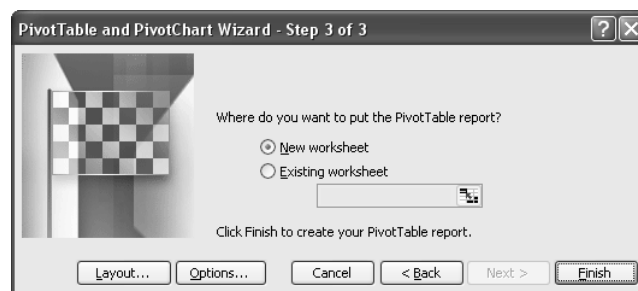 PivotTable and PivotChart Wizard - Step 3 of 3
Where do you want to put the PivotTable report?
New worksheet
Existing worksheet
Click Finish to create your PivotTable report.
Layout... Options... Cancel < Back Next > Finish